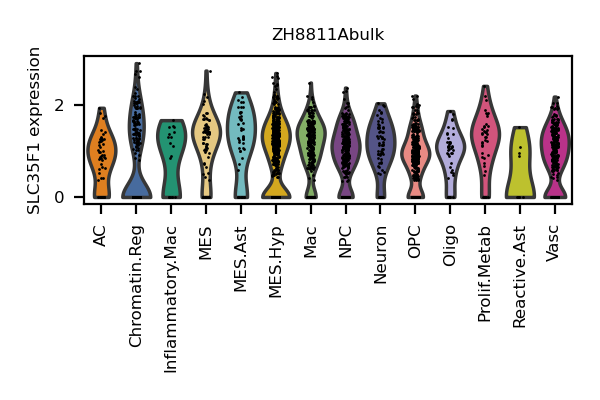 ZH8811Abulk
SLC35F1 expression
2
0
AC
Chromatin.Reg
Inflammatory.Mac
MES
MES.Ast
MES.Hyp
Mac
NPC
Neuron
OPC
Oligo
Prolif.Metab
Reactive.Ast
Vasc